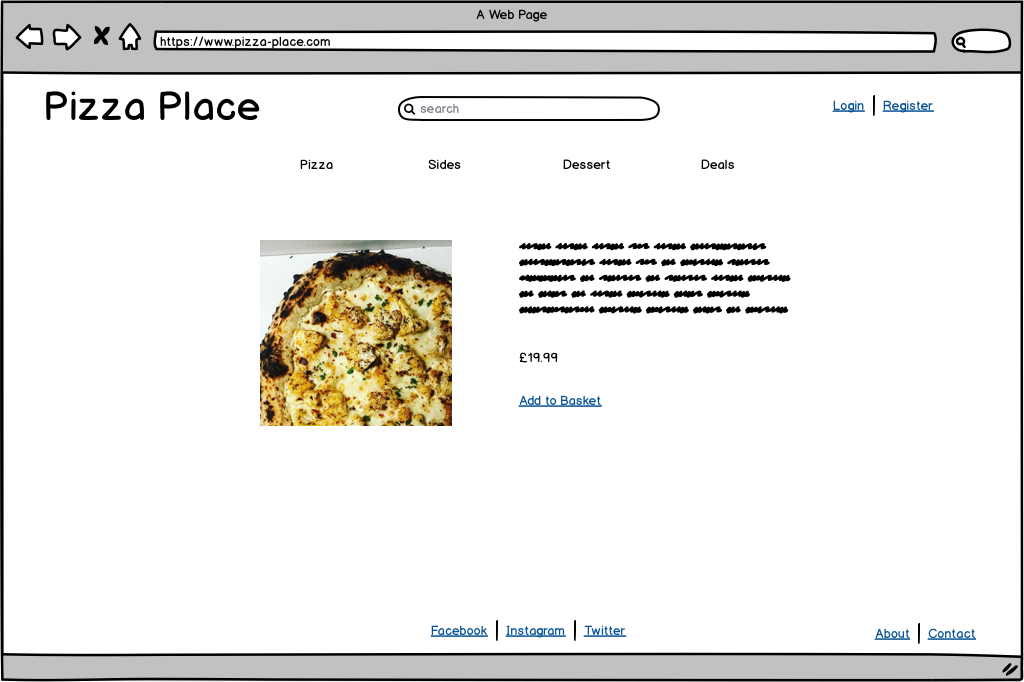 A Web Page
https://www.pizza-place.com
Pizza Place
search
Login | Register
Pizza Sides Dessert Deals
£19.99
Add to Basket
Facebook | Instagram | Twitter
About | Contact